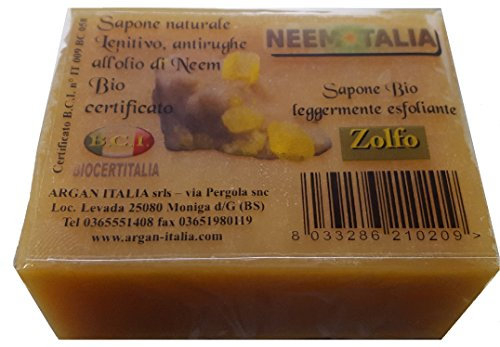 Certificato B.C.I. n° IT 009 BC 058
Sapone naturale
Lenitivo, antirughe
all'olio di Neem
Bio
certificato
B.C.I.
BIOCERTITALIA
NEEM ITALIA
Sapone Bio
leggermente esfoliante
Zolfo
ARGAN ITALIA srls – via Pergola snc
Loc. Levada 25080 Moniga d/G (BS)
Tel 0365551408 fax 03651980119
www.argan-italia.com
8 033286 210209 >